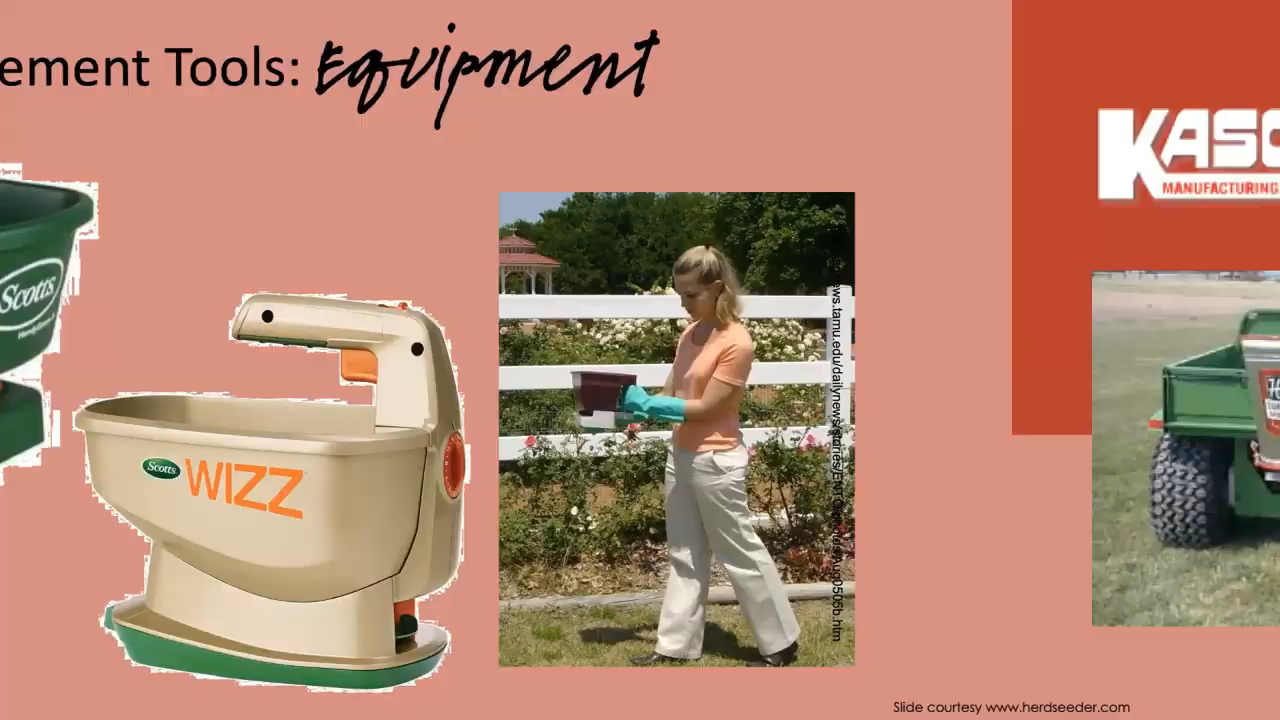 ement Tools: Equipment
KASC
MANUFACTURING
Scotts
Scotts WIZZ
Slide courtesy www.herdseeder.com